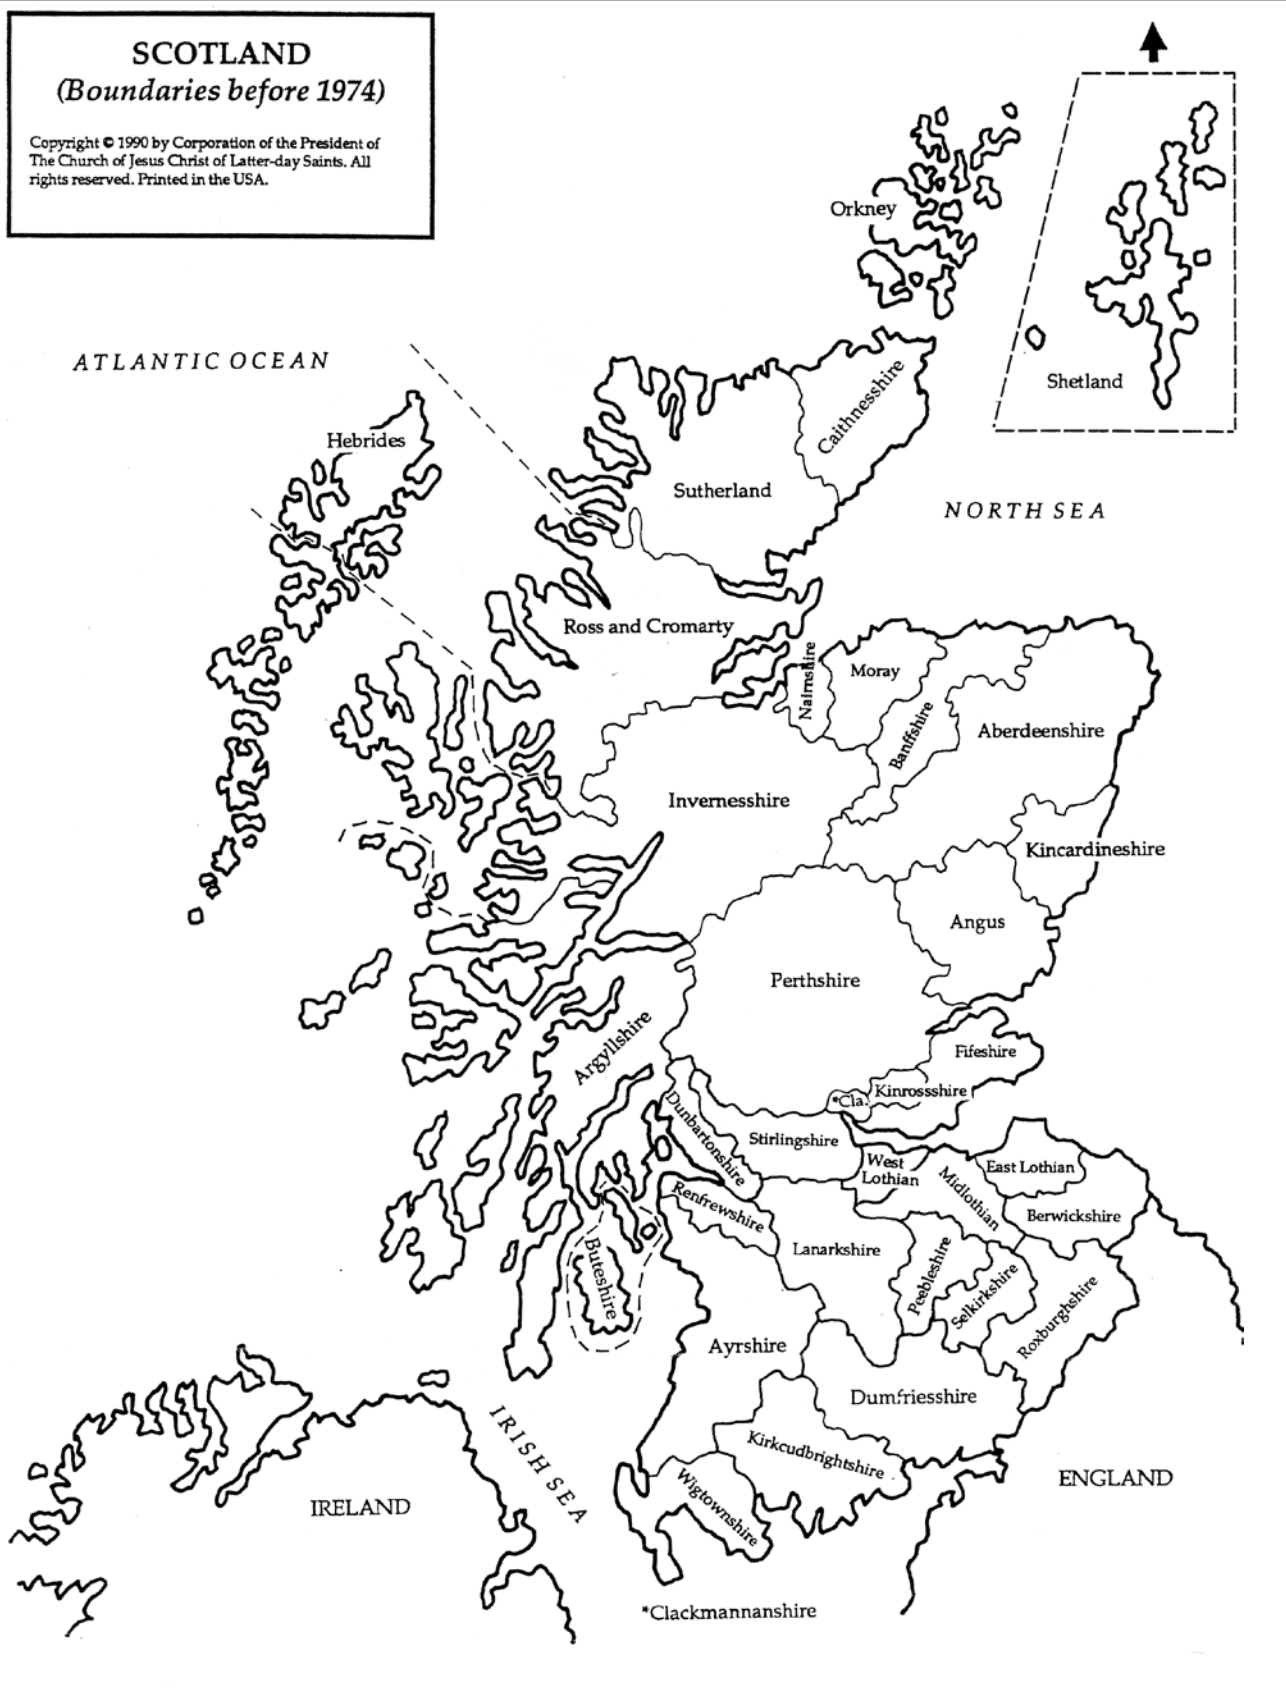 SCOTLAND
(Boundaries before 1974)
Copyright © 1990 by Corporation of the President of
The Church of Jesus Christ of Latter-day Saints. All
rights reserved. Printed in the USA.
Orkney
Shetland
ATLANTIC OCEAN
Hebrides
Caithnesshire
Sutherland
NORTH SEA
Ross and Cromarty
Nairnshire
Moray
Banffshire
Aberdeenshire
Invernesshire
Kincardineshire
Angus
Perthshire
Argyllshire
Fifeshire
Kinrossshire
*Cla.
Dunbartonshire
Stirlingshire
West
Lothian
Midlothian
East Lothian
Renfrewshire
Berwickshire
Lanarkshire
Buteshire
Peebleshire
Selkirkshire
Roxburghshire
Ayrshire
Dumfriesshire
Kirkcudbrightshire
Wigtownshire
IRISH SEA
IRELAND
ENGLAND
*Clackmannanshire